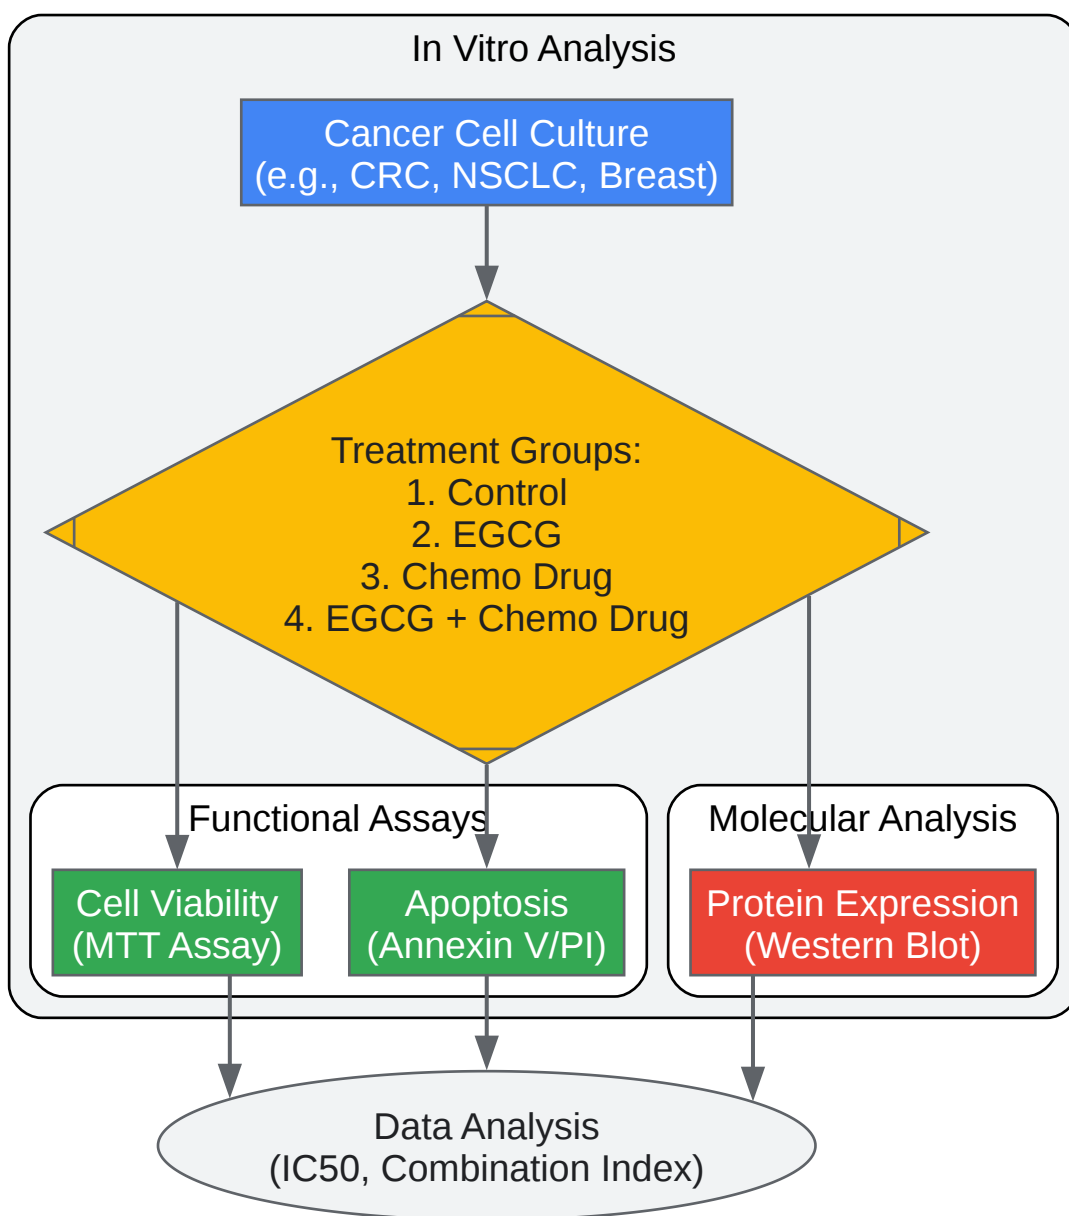 In Vitro Analysis
Cancer Cell Culture
(e.g., CRC, NSCLC, Breast)
Treatment Groups:
1. Control
2. EGCG
3. Chemo Drug
4. EGCG + Chemo Drug
Functional Assays
Molecular Analysis
Cell Viability
(MTT Assay)
Apoptosis
(Annexin V/PI)
Protein Expression
(Western Blot)
Data Analysis
(IC50, Combination Index)